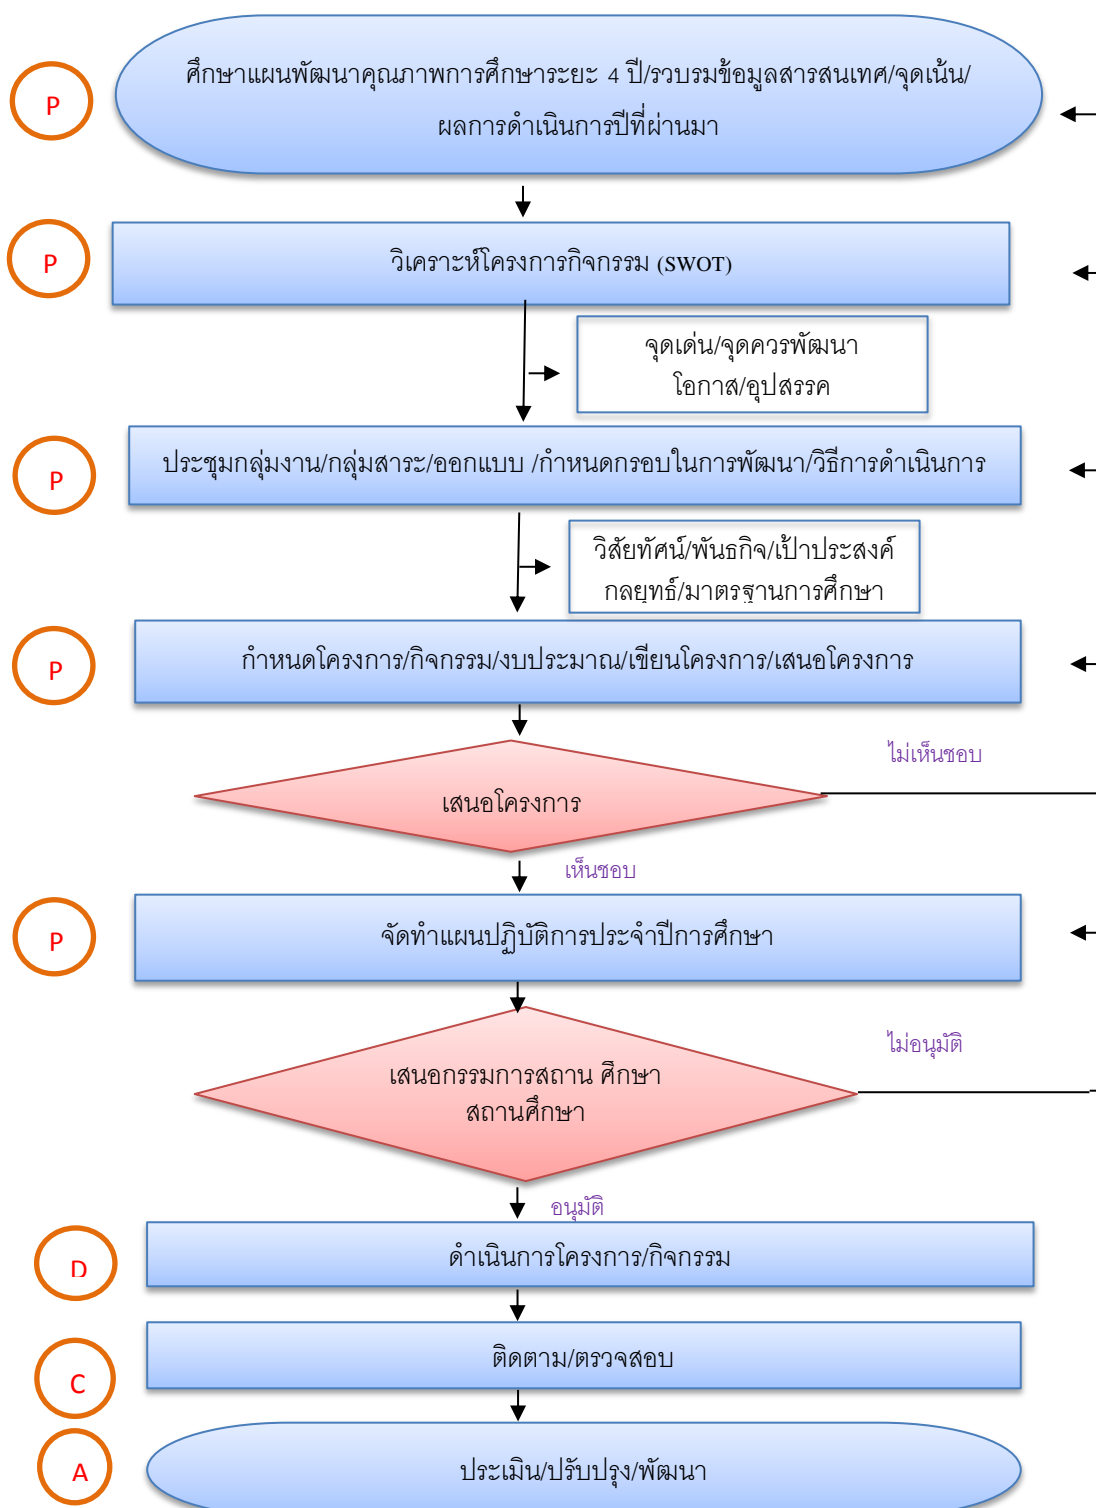 P
ศึกษาแผนพัฒนาคุณภาพการศึกษาระยะ 4 ปี/รวบรมข้อมูลสารสนเทศ/จุดเน้น/
ผลการดำเนินการปีที่ผ่านมา
P
วิเคราะห์โครงการกิจกรรม (SWOT)
จุดเด่น/จุดควรพัฒนา
โอกาส/อุปสรรค
P
ประชุมกลุ่มงาน/กลุ่มสาระ/ออกแบบ /กำหนดกรอบในการพัฒนา/วิธีการดำเนินการ
วิสัยทัศน์/พันธกิจ/เป้าประสงค์
กลยุทธ์/มาตรฐานการศึกษา
P
กำหนดโครงการ/กิจกรรม/งบประมาณ/เขียนโครงการ/เสนอโครงการ
ไม่เห็นชอบ
เสนอโครงการ
เห็นชอบ
P
จัดทำแผนปฏิบัติการประจำปีการศึกษา
ไม่อนุมัติ
เสนอกรรมการสถาน ศึกษา
สถานศึกษา
อนุมัติ
D
ดำเนินการโครงการ/กิจกรรม
C
ติดตาม/ตรวจสอบ
A
ประเมิน/ปรับปรุง/พัฒนา